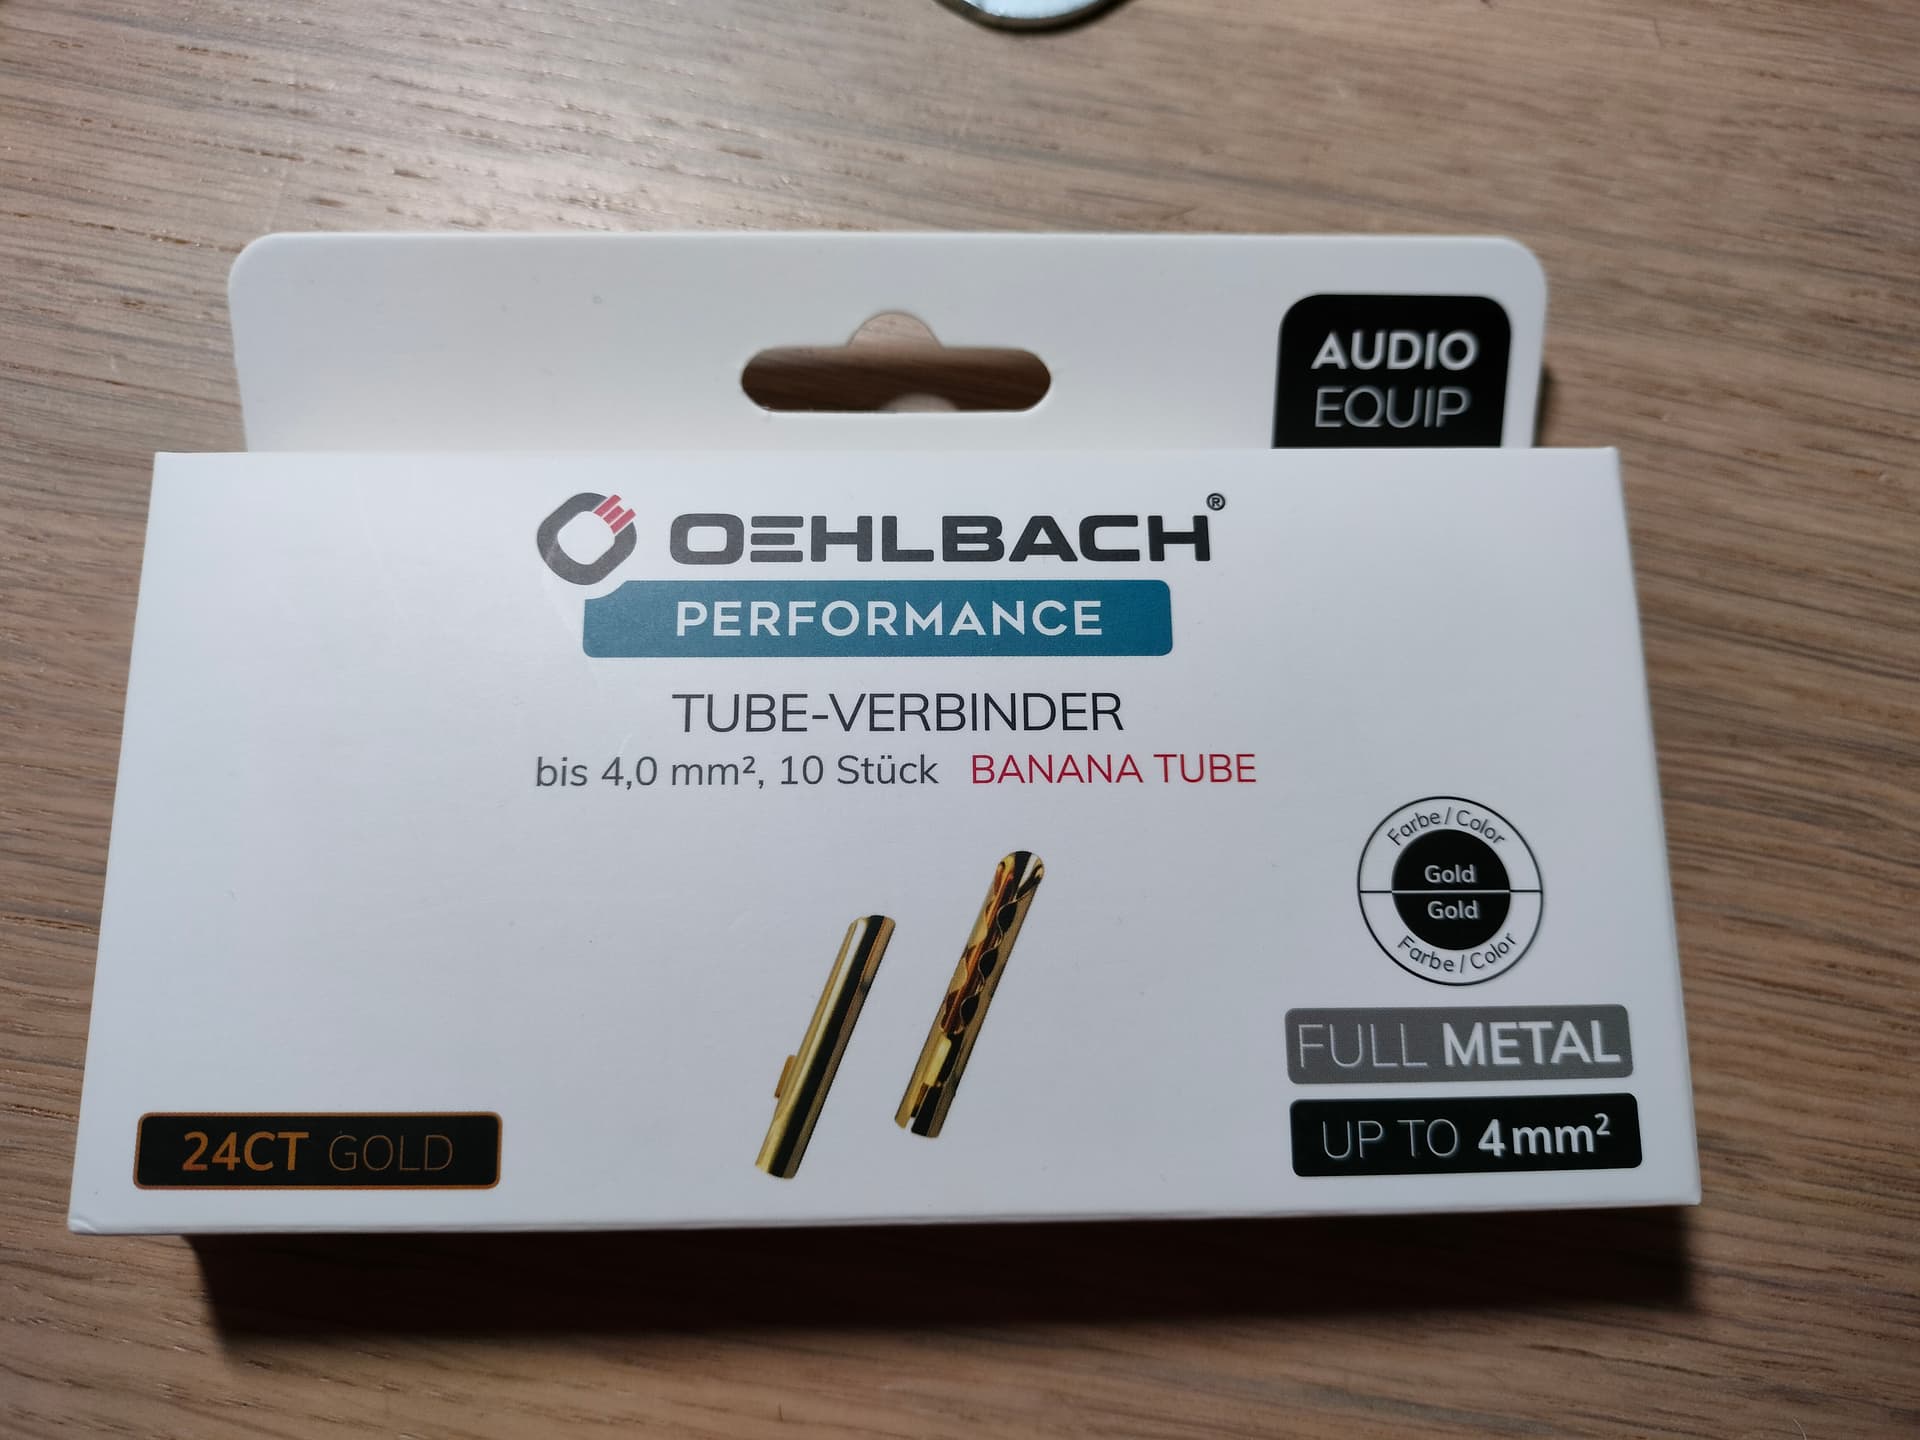 AUDIO
EQUIP
OEHLBACH®
PERFORMANCE
TUBE-VERBINDER
bis 4,0 mm², 10 Stück BANANA TUBE
Farbe / Color
Gold
Gold
Farbe / Color
FULL METAL
UP TO 4mm²
24CT GOLD